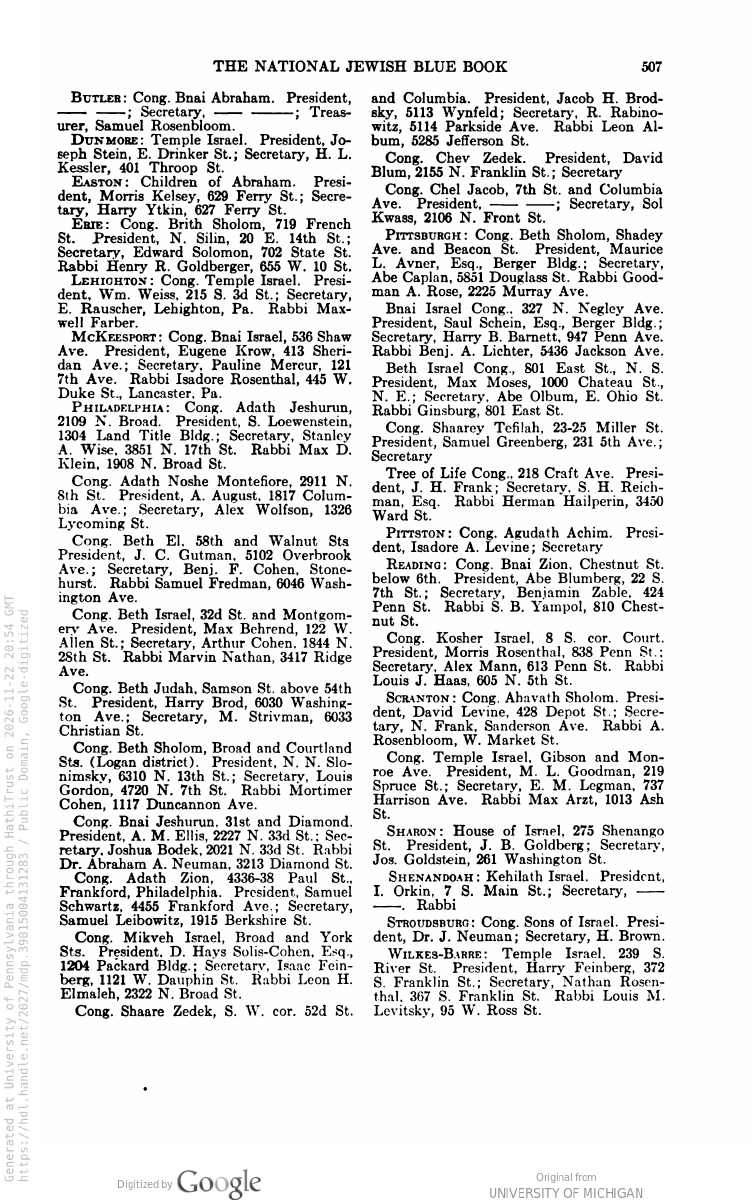 THE NATIONAL JEWISH BLUE BOOK 507
BUTLER: Cong. Bnai Abraham. President,
—— ——; Secretary, —— ———; Treas-
urer, Samuel Rosenbloom.
DUNMORE: Temple Israel. President, Jo-
seph Stein, E. Drinker St.; Secretary, H. L.
Kessler, 401 Throop St.
EASTON: Children of Abraham. Presi-
dent, Morris Kelsey, 629 Ferry St.; Secre-
tary, Harry Ytkin, 627 Ferry St.
ERIE: Cong. Brith Sholom, 719 French
St. President, N. Silin, 20 E. 14th St.;
Secretary, Edward Solomon, 702 State St.
Rabbi Henry R. Goldberger, 655 W. 10 St.
LEHIGHTON: Cong. Temple Israel. Presi-
dent, Wm. Weiss, 215 S. 3d St.; Secretary,
E. Rauscher, Lehighton, Pa. Rabbi Max-
well Farber.
MCKEESPORT: Cong. Bnai Israel, 536 Shaw
Ave. President, Eugene Krow, 413 Sheri-
dan Ave.; Secretary, Pauline Mercur, 121
7th Ave. Rabbi Isadore Rosenthal, 445 W.
Duke St., Lancaster, Pa.
PHILADELPHIA: Cong. Adath Jeshurun,
2109 N. Broad. President, S. Loewenstein,
1304 Land Title Bldg.; Secretary, Stanley
A. Wise, 3851 N. 17th St. Rabbi Max D.
Klein, 1908 N. Broad St.
Cong. Adath Noshe Montefiore, 2911 N.
8th St. President, A. August, 1817 Colum-
bia Ave.; Secretary, Alex Wolfson, 1326
Lycoming St.
Cong. Beth El, 58th and Walnut Sts
President, J. C. Gutman, 5102 Overbrook
Ave.; Secretary, Benj. F. Cohen, Stone-
hurst. Rabbi Samuel Fredman, 6046 Wash-
ington Ave.
Cong. Beth Israel, 32d St. and Montgom-
ery Ave. President, Max Behrend, 122 W.
Allen St.; Secretary, Arthur Cohen, 1844 N.
28th St. Rabbi Marvin Nathan, 3417 Ridge
Ave.
Cong. Beth Judah, Samson St. above 54th
St. President, Harry Brod, 6030 Washing-
ton Ave.; Secretary, M. Strivman, 6033
Christian St.
Cong. Beth Sholom, Broad and Courtland
Sts. (Logan district). President, N. N. Slo-
nimsky, 6310 N. 13th St.; Secretary, Louis
Gordon, 4720 N. 7th St. Rabbi Mortimer
Cohen, 1117 Duncannon Ave.
Cong. Bnai Jeshurun, 31st and Diamond.
President, A. M. Ellis, 2227 N. 33d St.; Sec-
retary, Joshua Bodek, 2021 N. 33d St. Rabbi
Dr. Abraham A. Neuman, 3213 Diamond St.
Cong. Adath Zion, 4336-38 Paul St.,
Frankford, Philadelphia. President, Samuel
Schwartz, 4455 Frankford Ave.; Secretary,
Samuel Leibowitz, 1915 Berkshire St.
Cong. Mikveh Israel, Broad and York
Sts. President, D. Hays Solis-Cohen, Esq.,
1204 Packard Bldg.; Secretary, Isaac Fein-
berg, 1121 W. Dauphin St. Rabbi Leon H.
Elmaleh, 2322 N. Broad St.
Cong. Shaare Zedek, S. W. cor. 52d St.
and Columbia. President, Jacob H. Brod-
sky, 5113 Wynfeld; Secretary, R. Rabino-
witz, 5114 Parkside Ave. Rabbi Leon Al-
bum, 5285 Jefferson St.
Cong. Chev Zedek. President, David
Blum, 2155 N. Franklin St.; Secretary
Cong. Chel Jacob, 7th St. and Columbia
Ave. President, —— ——; Secretary, Sol
Kwass, 2106 N. Front St.
PITTSBURGH: Cong. Beth Sholom, Shadey
Ave. and Beacon St. President, Maurice
L. Avner, Esq., Berger Bldg.; Secretary,
Abe Caplan, 5851 Douglass St. Rabbi Good-
man A. Rose, 2225 Murray Ave.
Bnai Israel Cong., 327 N. Negley Ave.
President, Saul Schein, Esq., Berger Bldg.;
Secretary, Harry B. Barnett, 947 Penn Ave.
Rabbi Benj. A. Lichter, 5436 Jackson Ave.
Beth Israel Cong., 801 East St., N. S.
President, Max Moses, 1000 Chateau St.,
N. E.; Secretary, Abe Olbum, E. Ohio St.
Rabbi Ginsburg, 801 East St.
Cong. Shaarey Tefilah, 23-25 Miller St.
President, Samuel Greenberg, 231 5th Ave.;
Secretary
Tree of Life Cong., 218 Craft Ave. Presi-
dent, J. H. Frank; Secretary, S. H. Reich-
man, Esq. Rabbi Herman Hailperin, 3450
Ward St.
PITTSTON: Cong. Agudath Achim. Presi-
dent, Isadore A. Levine; Secretary
READING: Cong. Bnai Zion, Chestnut St.
below 6th. President, Abe Blumberg, 22 S.
7th St.; Secretary, Benjamin Zable, 424
Penn St. Rabbi S. B. Yampol, 810 Chest-
nut St.
Cong. Kosher Israel, 8 S. cor. Court.
President, Morris Rosenthal, 838 Penn St.;
Secretary, Alex Mann, 613 Penn St. Rabbi
Louis J. Haas, 605 N. 5th St.
SCRANTON: Cong. Ahavath Sholom. Presi-
dent, David Levine, 428 Depot St.; Secre-
tary, N. Frank, Sanderson Ave. Rabbi A.
Rosenbloom, W. Market St.
Cong. Temple Israel, Gibson and Mon-
roe Ave. President, M. L. Goodman, 219
Spruce St.; Secretary, E. M. Legman, 737
Harrison Ave. Rabbi Max Arzt, 1013 Ash
St.
SHARON: House of Israel, 275 Shenango
St. President, J. B. Goldberg; Secretary,
Jos. Goldstein, 261 Washington St.
SHENANDOAH: Kehilath Israel. President,
I. Orkin, 7 S. Main St.; Secretary, ——
——. Rabbi
STROUDSBURG: Cong. Sons of Israel. Presi-
dent, Dr. J. Neuman; Secretary, H. Brown.
WILKES-BARRE: Temple Israel, 239 S.
River St. President, Harry Feinberg, 372
S. Franklin St.; Secretary, Nathan Rosen-
thal, 367 S. Franklin St. Rabbi Louis M.
Levitsky, 95 W. Ross St.
Generated at University of Pennsylvania through HathiTrust on 2026-11-22 20:54 GMT
https://hdl.handle.net/2027/mdp.39015004131283 / Public Domain, Google-digitized
Digitized by Google
Original from
UNIVERSITY OF MICHIGAN